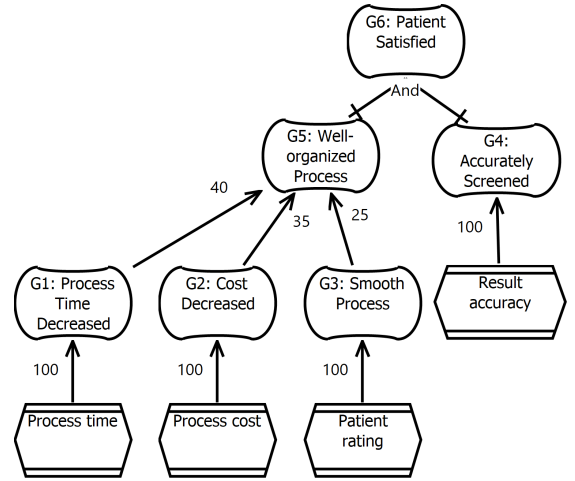 G6: Patient
Satisfied
And
G5: Well-
organized
Process
G4:
Accurately
Screened
40
35
25
100
G1: Process
Time
Decreased
G2: Cost
Decreased
G3: Smooth
Process
Result
accuracy
100
100
100
Process time
Process cost
Patient
rating